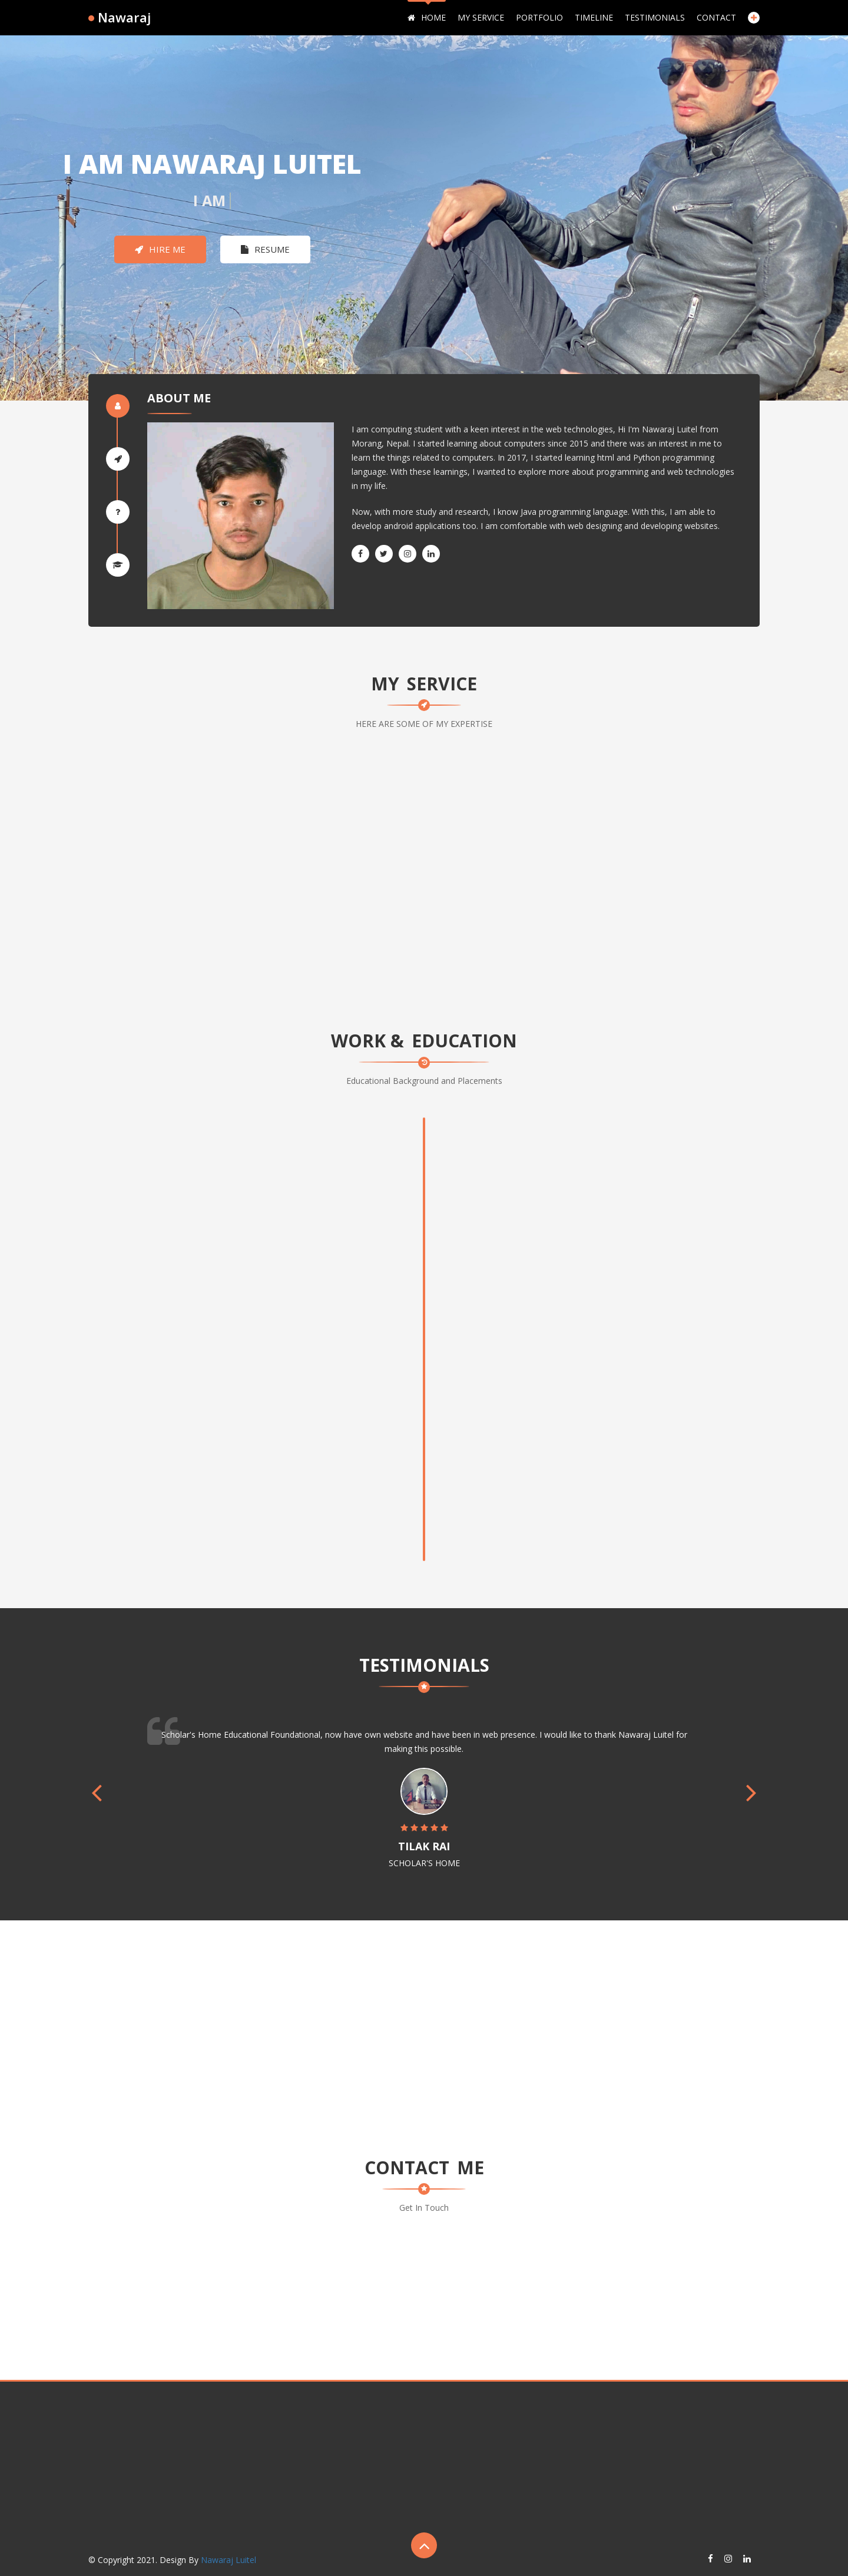 Nawaraj
HOME MY SERVICE PORTFOLIO TIMELINE TESTIMONIALS CONTACT
I AM NAWARAJ LUITEL
I AM
HIRE ME
RESUME
ABOUT ME
I am computing student with a keen interest in the web technologies, Hi I'm Nawaraj Luitel from
Morang, Nepal. I started learning about computers since 2015 and there was an interest in me to
learn the things related to computers. In 2017, I started learning html and Python programming
language. With these learnings, I wanted to explore more about programming and web technologies
in my life.
Now, with more study and research, I know Java programming language. With this, I am able to
develop android applications too. I am comfortable with web designing and developing websites.
MY SERVICE
HERE ARE SOME OF MY EXPERTISE
WORK & EDUCATION
Educational Background and Placements
TESTIMONIALS
Scholar's Home Educational Foundational, now have own website and have been in web presence. I would like to thank Nawaraj Luitel for
making this possible.
TILAK RAI
SCHOLAR'S HOME
CONTACT ME
Get In Touch
© Copyright 2021. Design By Nawaraj Luitel